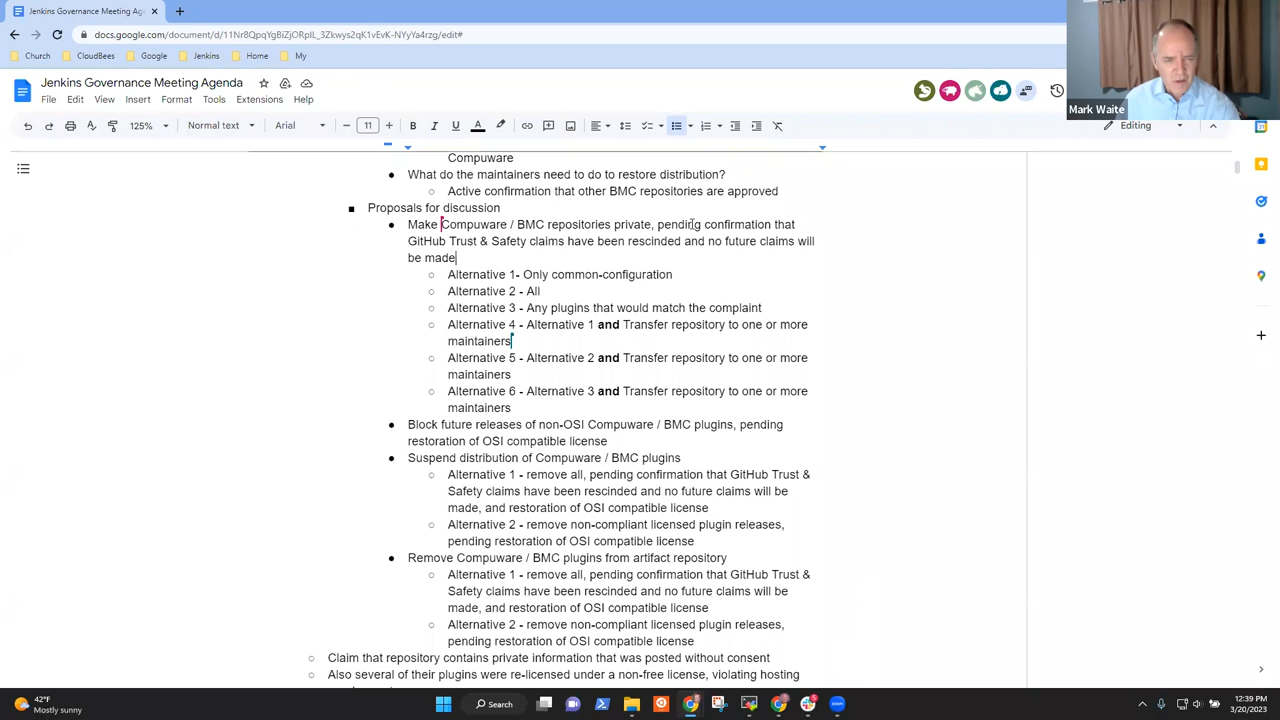 Jenkins Governance Meeting Age
docs.google.com/document/d/11Nr8QpqYgBiZjORpIL_3Zkwys2qK1vEvK-NYyYa4rzg/edit#
Church
CloudBees
Google
Jenkins
Home
My
Jenkins Governance Meeting Agenda
File Edit View Insert Format Tools Extensions Help
Mark Waite
125%
Normal text
Arial
11
B I U A
Editing
Compuware
● What do the maintainers need to do to restore distribution?
○ Active confirmation that other BMC repositories are approved
■ Proposals for discussion
● Make Compuware / BMC repositories private, pending confirmation that
GitHub Trust & Safety claims have been rescinded and no future claims will
be made
○ Alternative 1- Only common-configuration
○ Alternative 2 - All
○ Alternative 3 - Any plugins that would match the complaint
○ Alternative 4 - Alternative 1 and Transfer repository to one or more
maintainers
○ Alternative 5 - Alternative 2 and Transfer repository to one or more
maintainers
○ Alternative 6 - Alternative 3 and Transfer repository to one or more
maintainers
● Block future releases of non-OSI Compuware / BMC plugins, pending
restoration of OSI compatible license
● Suspend distribution of Compuware / BMC plugins
○ Alternative 1 - remove all, pending confirmation that GitHub Trust &
Safety claims have been rescinded and no future claims will be
made, and restoration of OSI compatible license
○ Alternative 2 - remove non-compliant licensed plugin releases,
pending restoration of OSI compatible license
● Remove Compuware / BMC plugins from artifact repository
○ Alternative 1 - remove all, pending confirmation that GitHub Trust &
Safety claims have been rescinded and no future claims will be
made, and restoration of OSI compatible license
○ Alternative 2 - remove non-compliant licensed plugin releases,
pending restoration of OSI compatible license
○ Claim that repository contains private information that was posted without consent
○ Also several of their plugins were re-licensed under a non-free license, violating hosting
42°F
Mostly sunny
Search
12:39 PM
3/20/2023